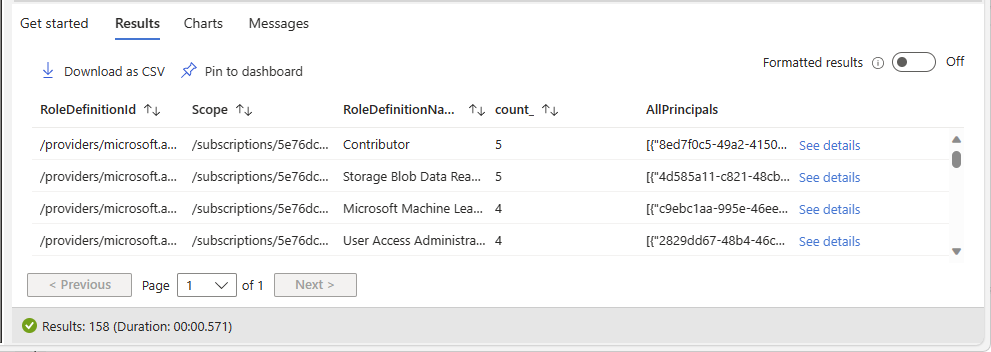 Get started Results Charts Messages
Download as CSV Pin to dashboard Formatted results Off
RoleDefinitionId Scope RoleDefinitionNa... count_ AllPrincipals
/providers/microsoft.a... /subscriptions/5e76dc... Contributor 5 [{"8ed7f0c5-49a2-4150... See details
/providers/microsoft.a... /subscriptions/5e76dc... Storage Blob Data Rea... 5 [{"4d585a11-c821-48cb... See details
/providers/microsoft.a... /subscriptions/5e76dc... Microsoft Machine Lea... 4 [{"c9ebc1aa-995e-46ee... See details
/providers/microsoft.a... /subscriptions/5e76dc... User Access Administra... 4 [{"2829dd67-48b4-46c... See details
< Previous Page 1 of 1 Next >
Results: 158 (Duration: 00:00.571)